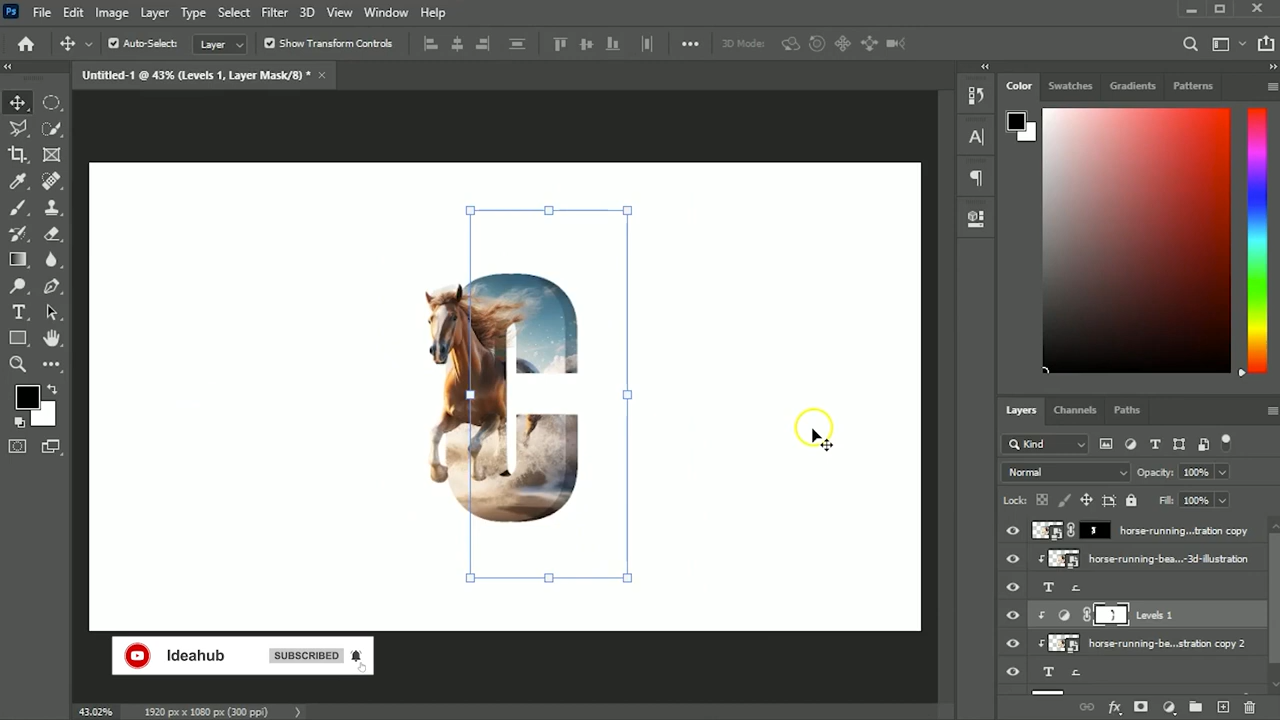 Ps File Edit Image Layer Type Select Filter 3D View Window Help
Auto-Select: Layer Show Transform Controls 3D Mode:
Untitled-1 @ 43% (Levels 1, Layer Mask/8) *
Color Swatches Gradients Patterns
Layers Channels Paths
Kind
Normal Opacity: 100%
Lock: Fill: 100%
horse-running...tration copy
horse-running-bea...-3d-illustration
Levels 1
horse-running-be...stration copy 2
C
Ideahub SUBSCRIBED
43.02% 1920 px x 1080 px (300 ppi)